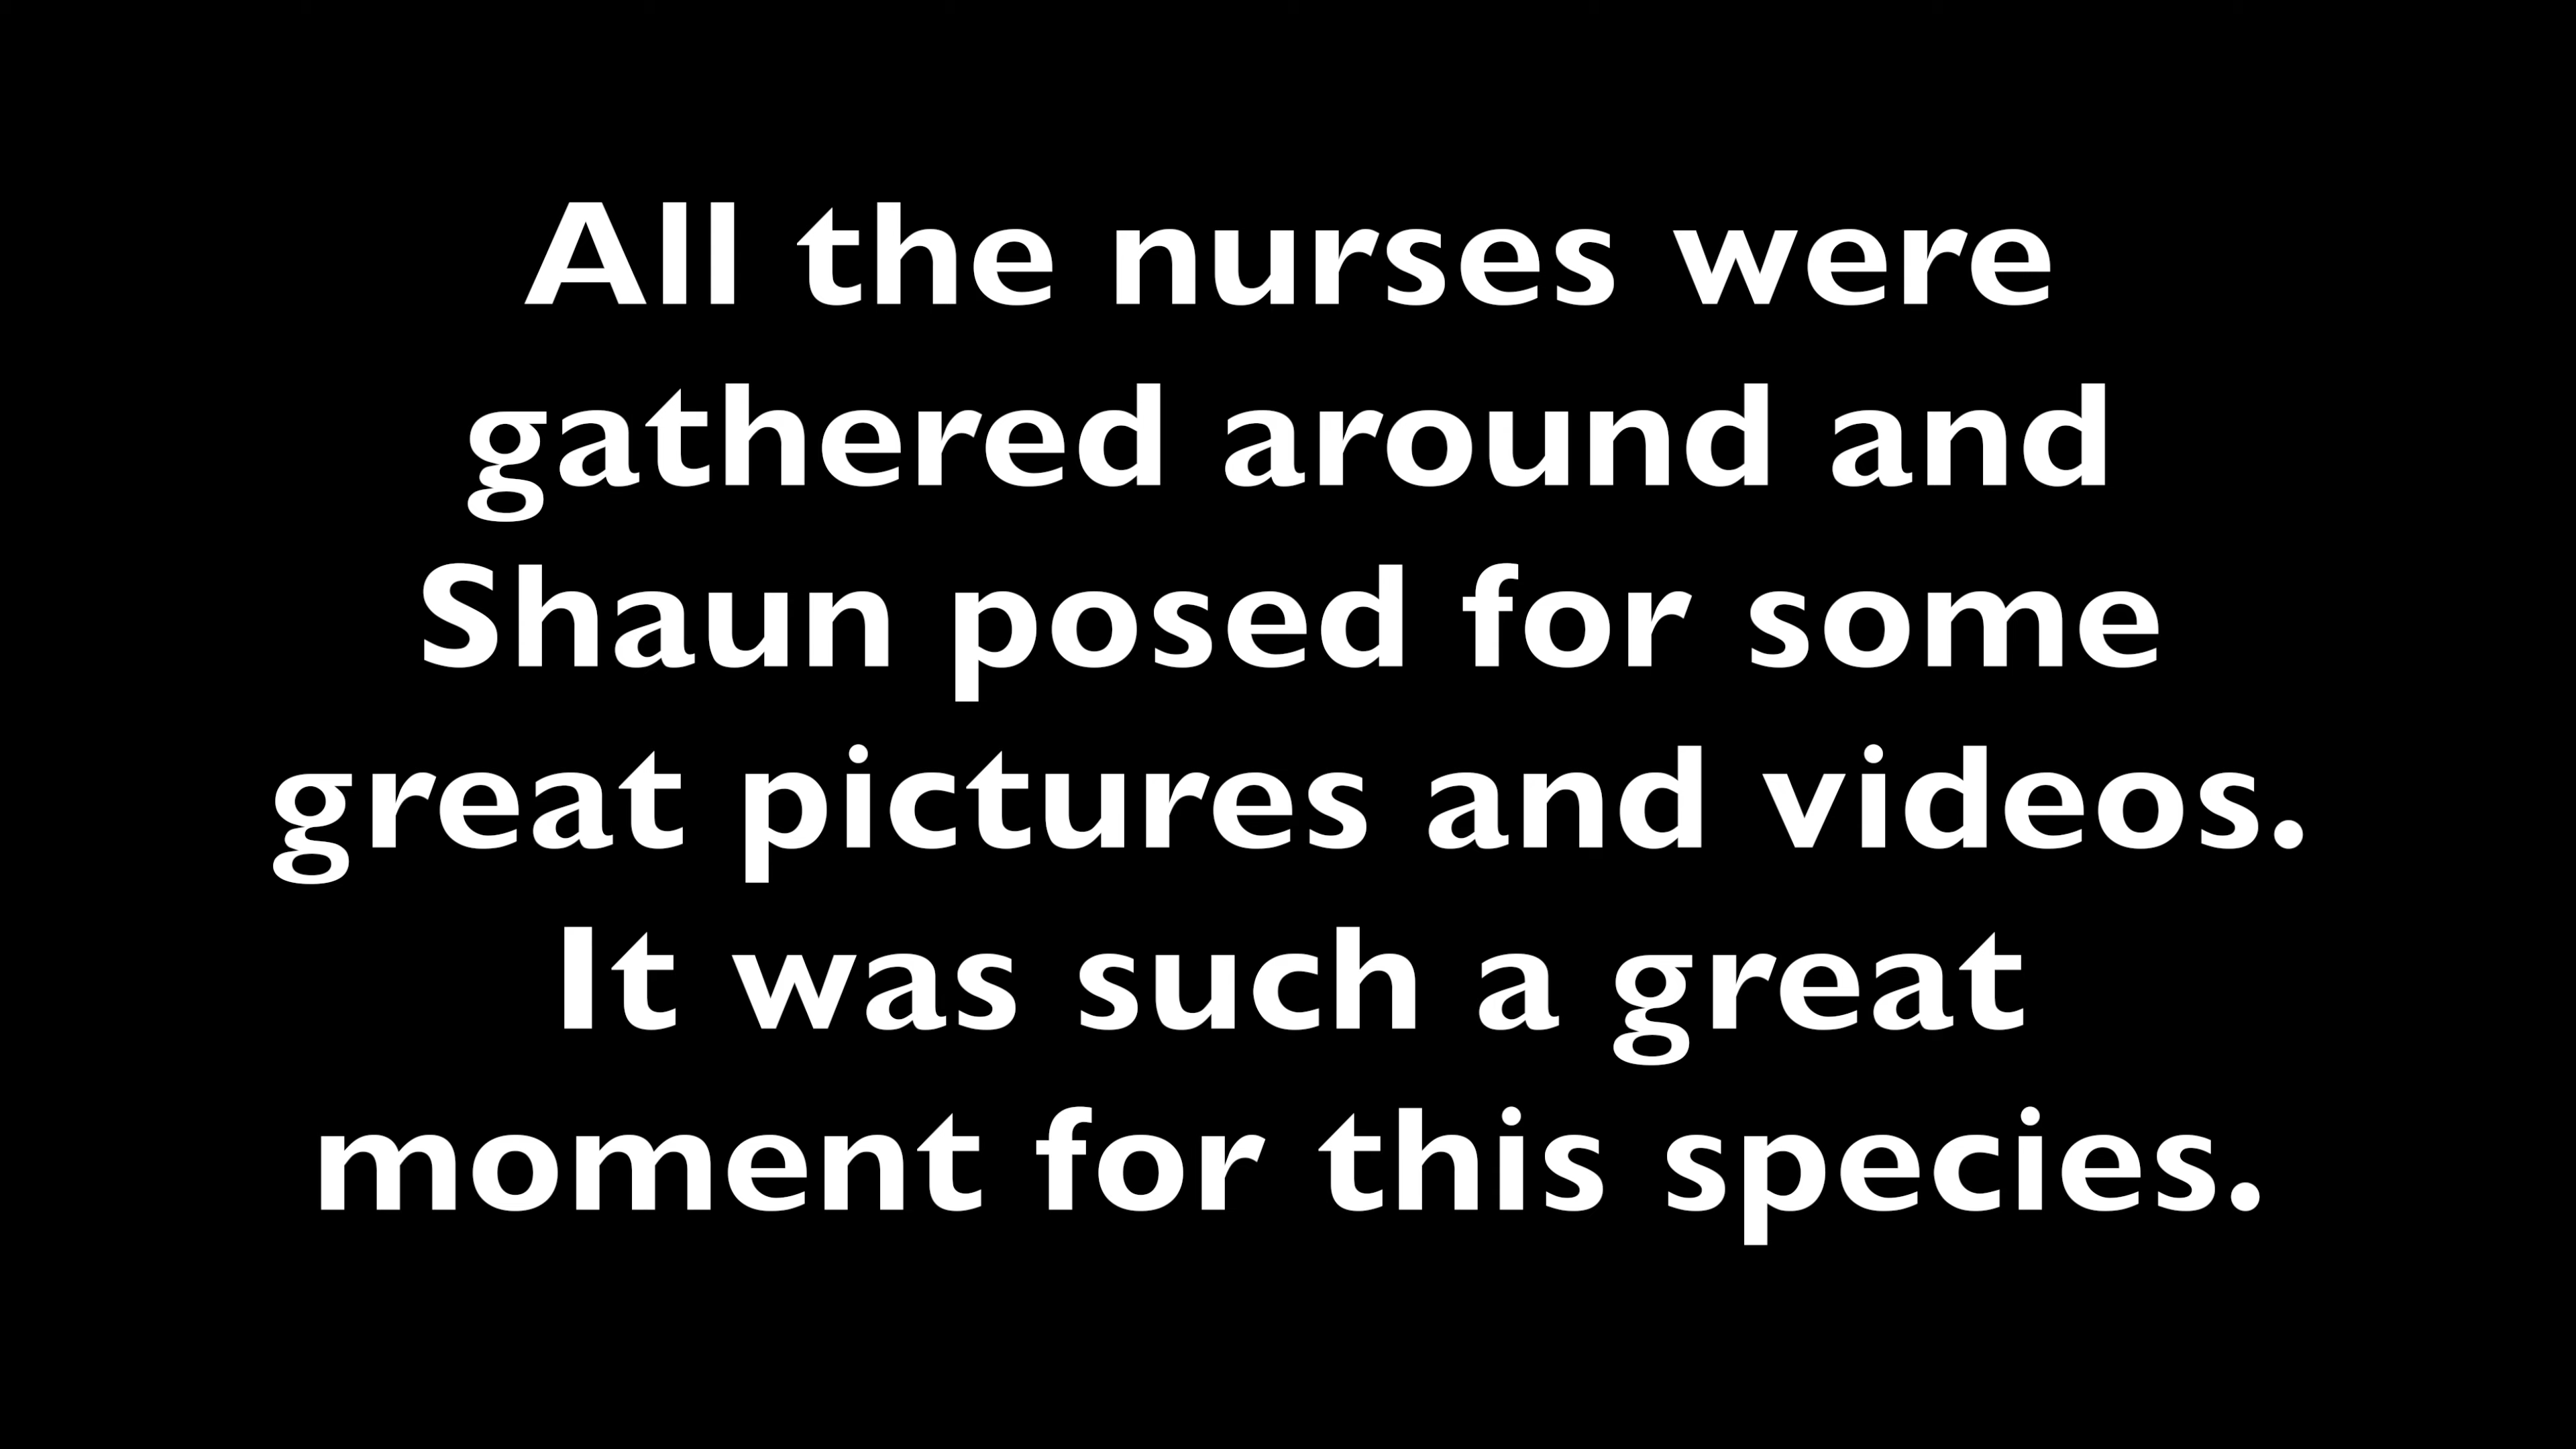 All the nurses were
gathered around and
Shaun posed for some
great pictures and videos.
It was such a great
moment for this species.